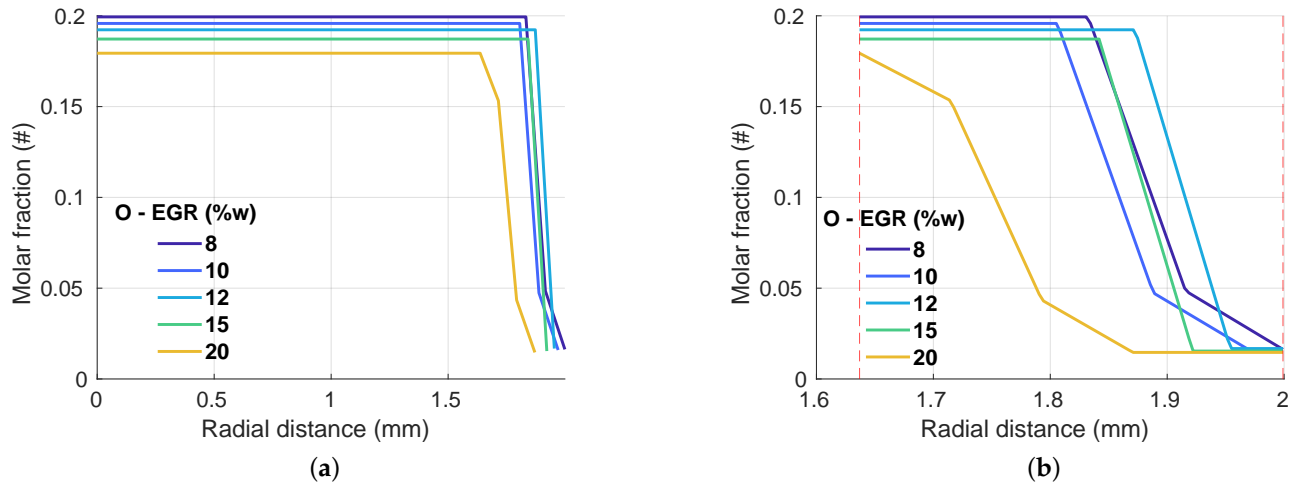 0.2
0.15
0.1
0.05
0
Molar fraction (#)
O - EGR (%w)
8
10
12
15
20
0 0.5 1 1.5
Radial distance (mm)
(a)
0.2
0.15
0.1
0.05
0
Molar fraction (#)
O - EGR (%w)
8
10
12
15
20
1.6 1.7 1.8 1.9 2
Radial distance (mm)
(b)